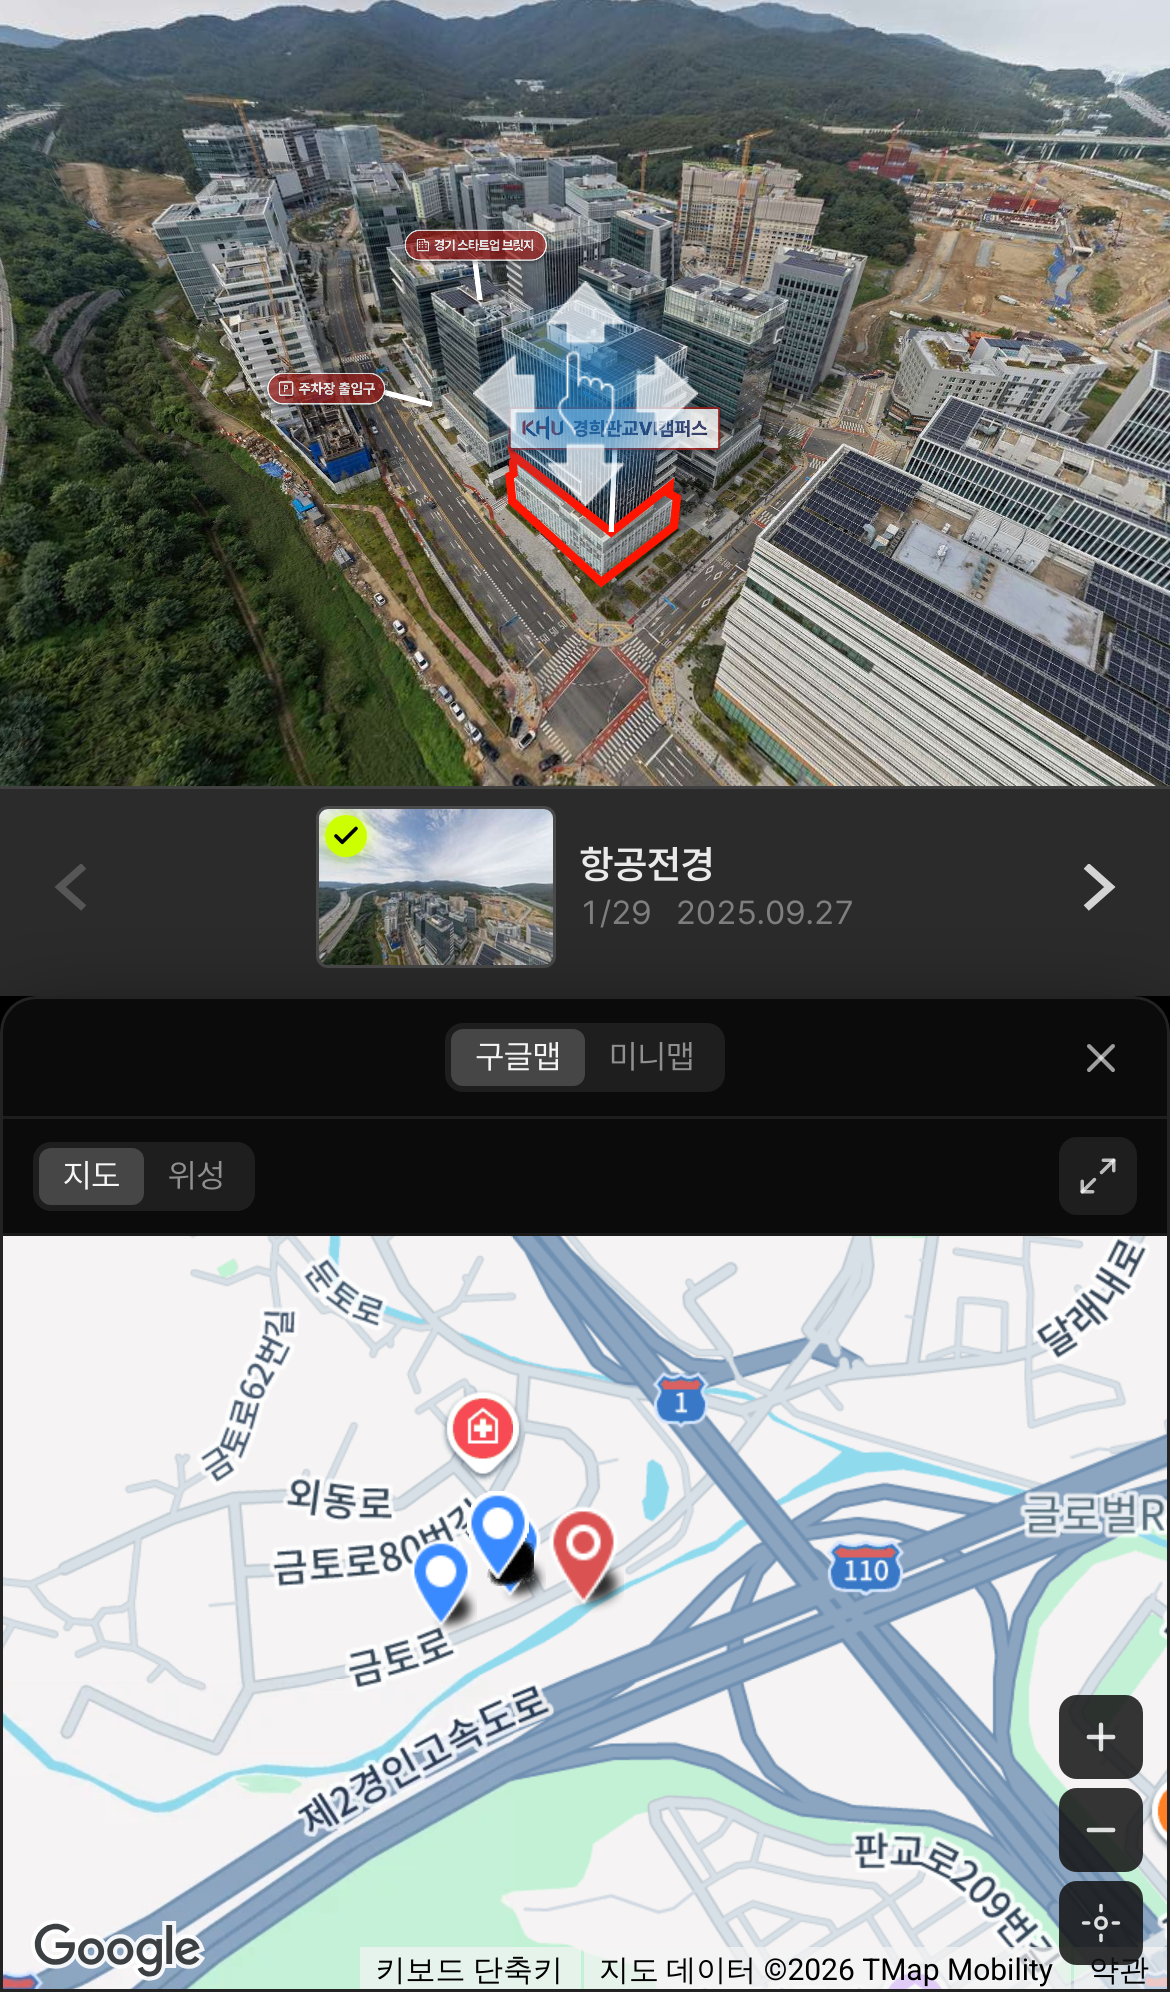 경기 스타트업 브릿지
P 주차장 출입구
KHU 경희판교VI캠퍼스
항공전경
1/29 2025.09.27
구글맵 미니맵
지도 위성
둔토로
달래내로
금토로62번길
1
외동로
글로벌R
금토로80번길
110
금토로
제2경인고속도로
판교로209번길
Google
키보드 단축키 지도 데이터 ©2026 TMap Mobility 약관